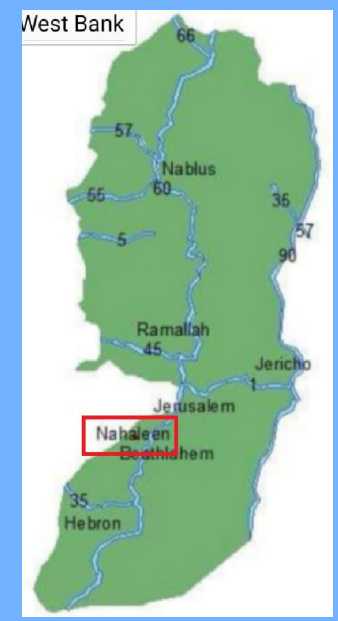 West Bank
66
57
Nablus
55
60
35
5
57
90
Ramallah
45
Jericho
1
Jerusalem
Nahaleen
Beathlahem
35
Hebron